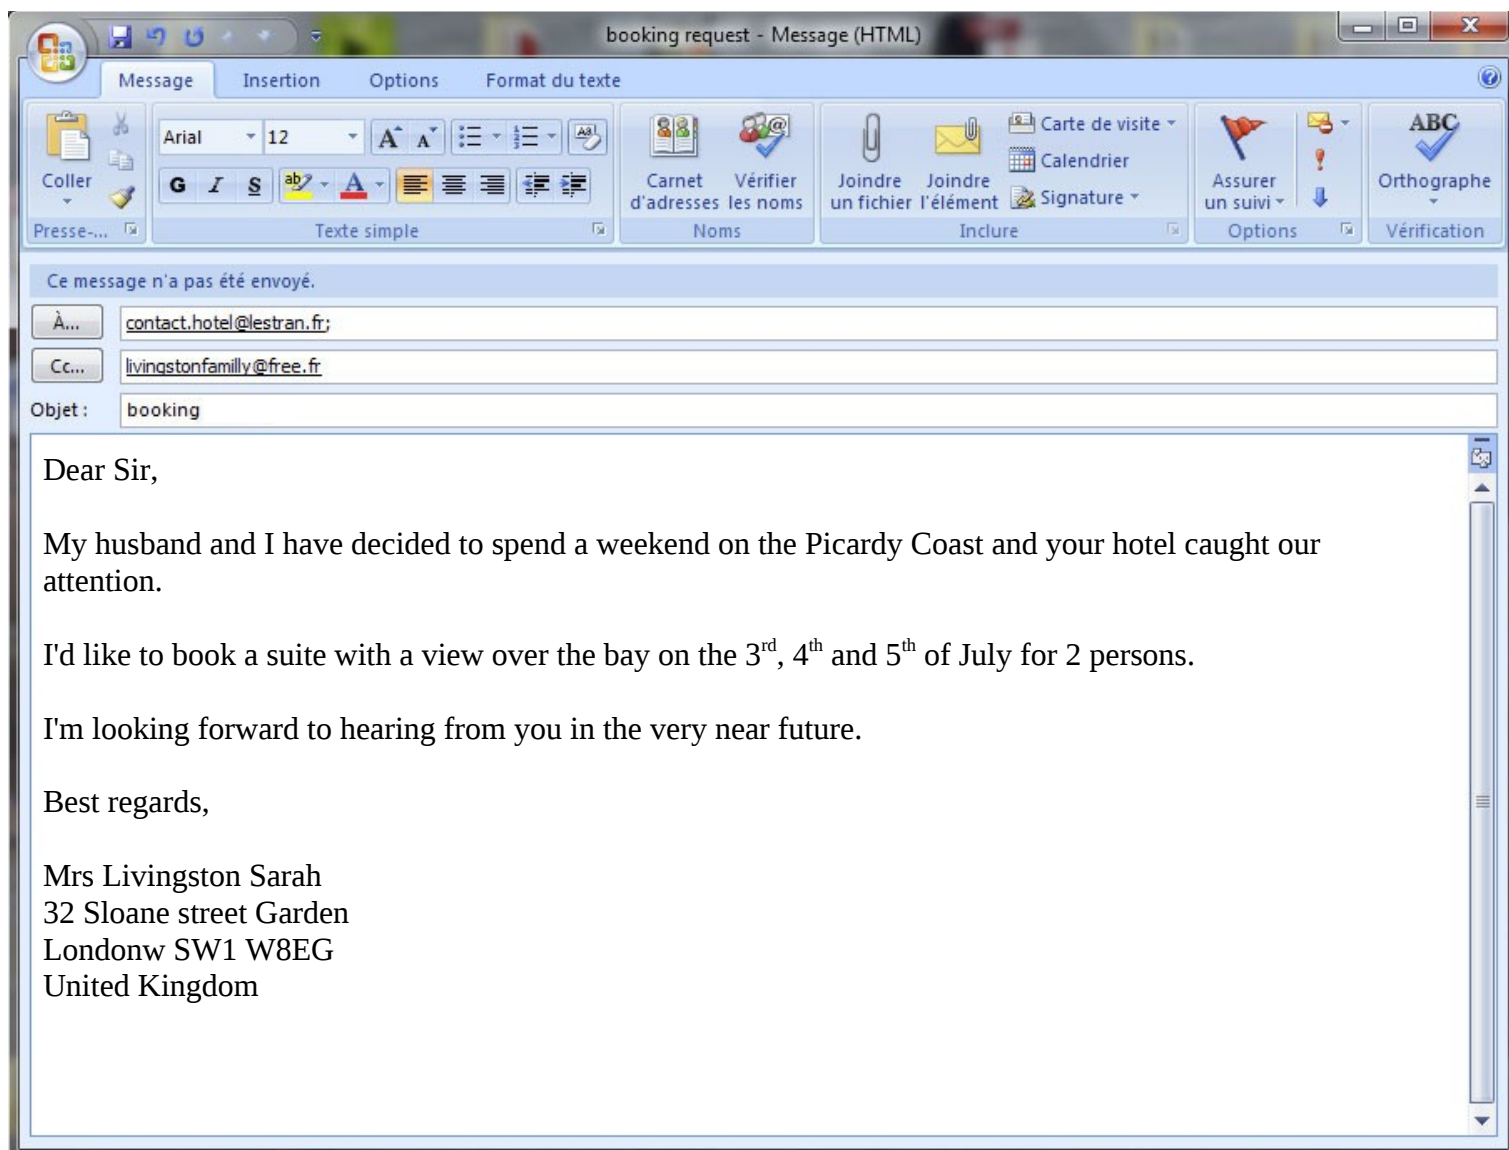 booking request - Message (HTML)
Message Insertion Options Format du texte
Coller
Presse-...
Arial 12
A A
G I S ab A
Texte simple
Carnet d'adresses
Vérifier les noms
Noms
Joindre un fichier
Joindre l'élément
Carte de visite
Calendrier
Signature
Inclure
Assurer un suivi
Options
ABC
Orthographe
Vérification
Ce message n'a pas été envoyé.
À... contact.hotel@lestran.fr;
Cc... livingstonfamilly@free.fr
Objet : booking
Dear Sir,
My husband and I have decided to spend a weekend on the Picardy Coast and your hotel caught our
attention.
I'd like to book a suite with a view over the bay on the 3rd, 4th and 5th of July for 2 persons.
I'm looking forward to hearing from you in the very near future.
Best regards,
Mrs Livingston Sarah
32 Sloane street Garden
Londonw SW1 W8EG
United Kingdom